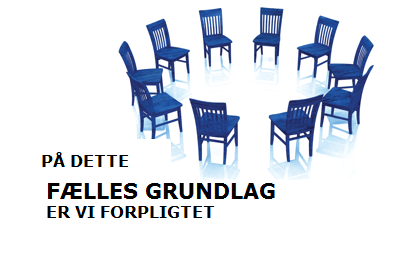 PÅ DETTE
FÆLLES GRUNDLAG
ER VI FORPLIGTET